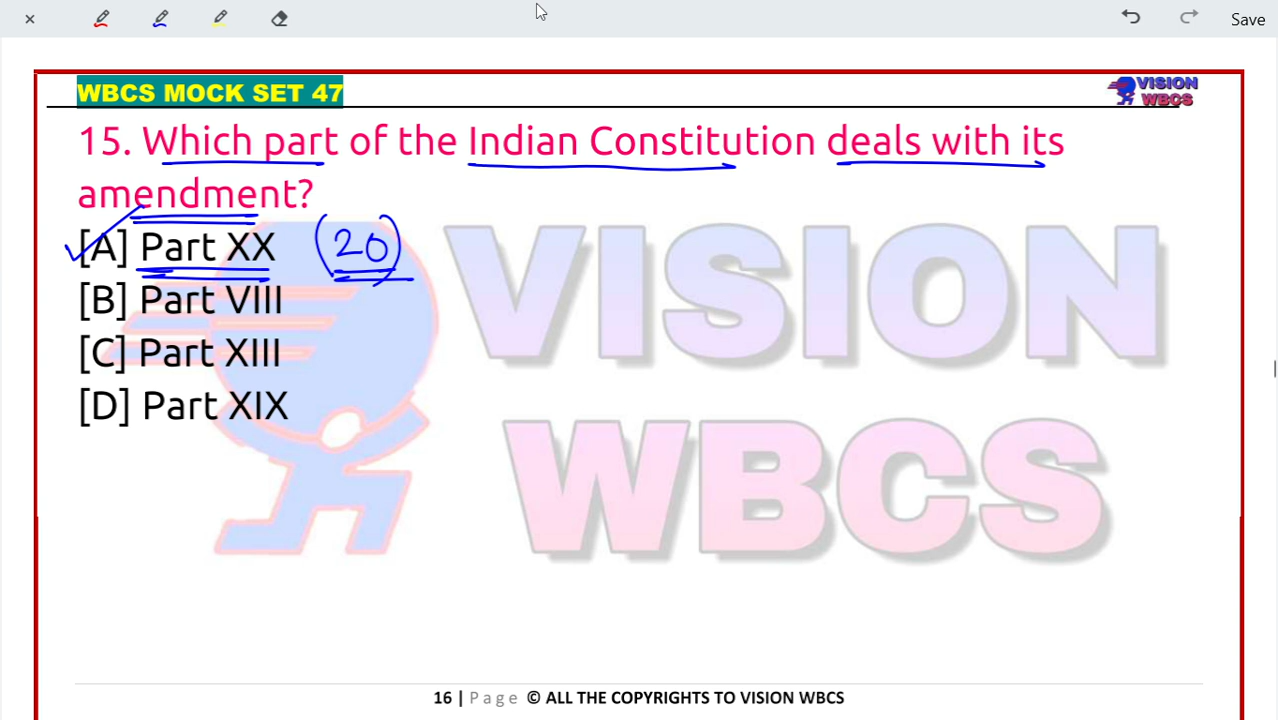 Save
WBCS MOCK SET 47
VISION
WBCS
15. Which part of the Indian Constitution deals with its
amendment?
[A] Part XX (20)
[B] Part VIII
[C] Part XIII
[D] Part XIX
VISION
WBCS
16 | Page © ALL THE COPYRIGHTS TO VISION WBCS